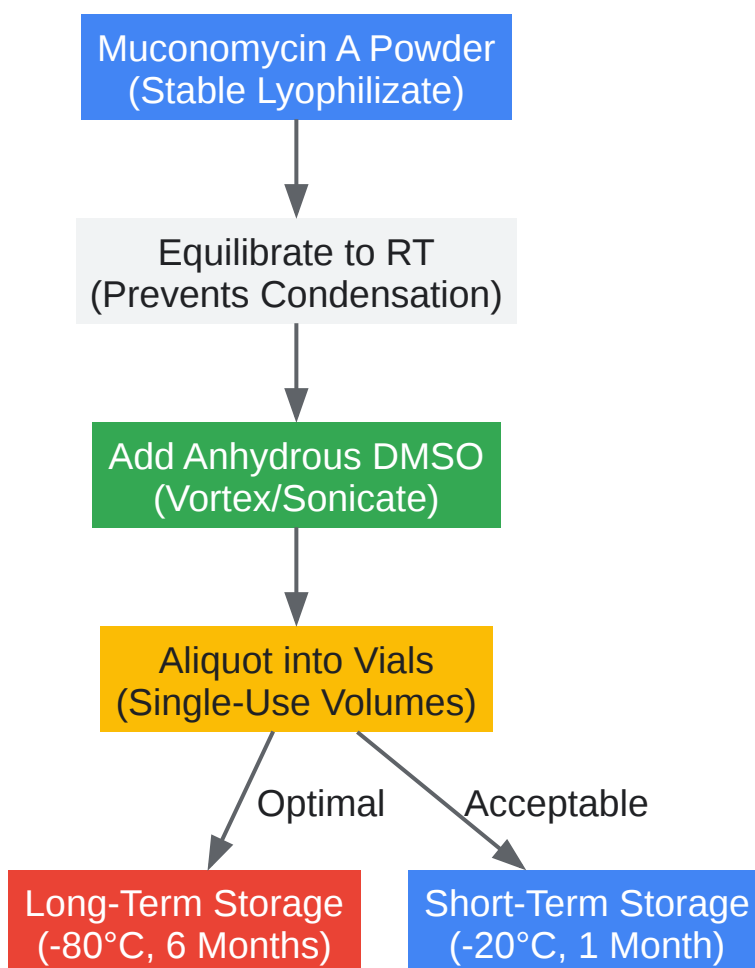 Muconomycin A Powder
(Stable Lyophilizate)
Equilibrate to RT
(Prevents Condensation)
Add Anhydrous DMSO
(Vortex/Sonicate)
Aliquot into Vials
(Single-Use Volumes)
Optimal
Acceptable
Long-Term Storage
(-80°C, 6 Months)
Short-Term Storage
(-20°C, 1 Month)